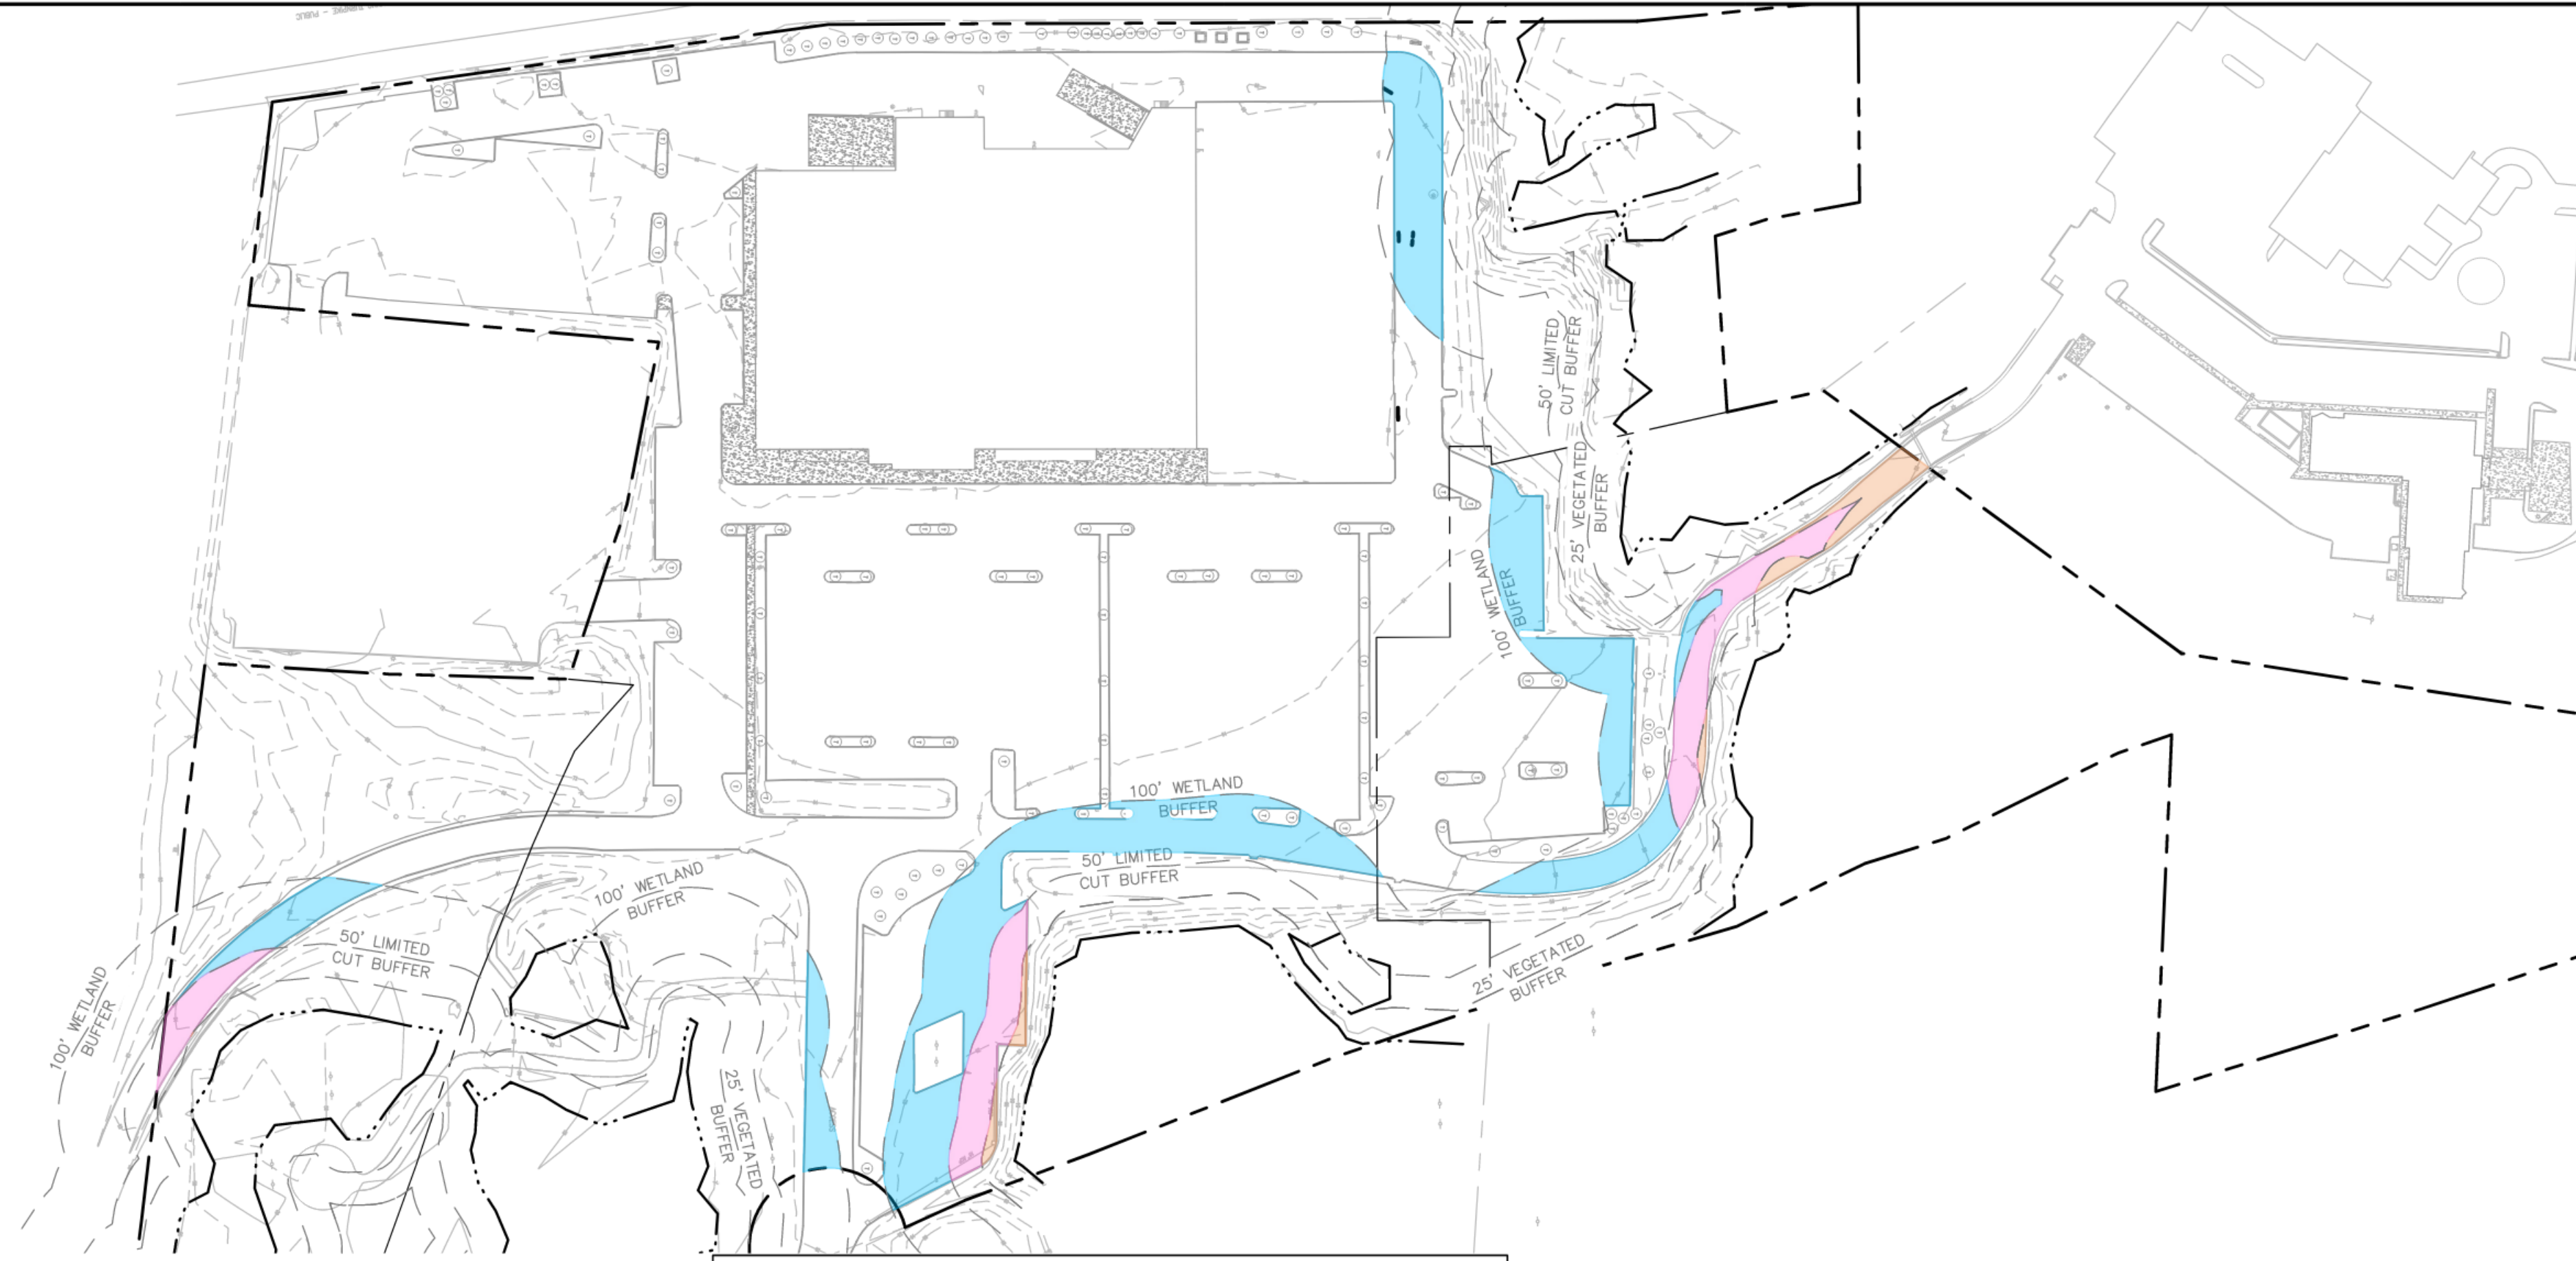 50' LIMITED
CUT BUFFER
25' VEGETATED
BUFFER
100' WETLAND
BUFFER
100' WETLAND
BUFFER
50' LIMITED
CUT BUFFER
100' WETLAND
BUFFER
50' LIMITED
CUT BUFFER
100' WETLAND
BUFFER
25' VEGETATED
BUFFER
25' VEGETATED
BUFFER